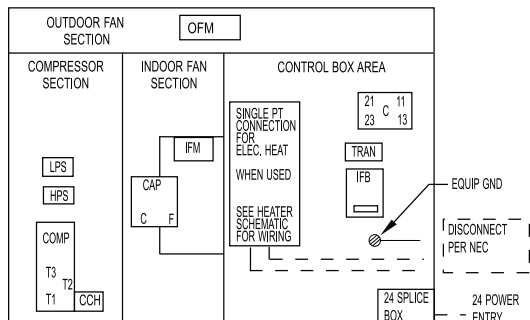 OUTDOOR FAN
SECTION
OFM
COMPRESSOR
SECTION
INDOOR FAN
SECTION
CONTROL BOX AREA
LPS
HPS
COMP
T3
T2
T1
CCH
IFM
CAP
C F
SINGLE PT
CONNECTION
FOR
ELEC. HEAT
WHEN USED
SEE HEATER
SCHEMATIC
FOR WIRING
21 11
C
23 13
TRAN
IFB
EQUIP GND
DISCONNECT
PER NEC
24 SPLICE
BOX
24 POWER
ENTRY